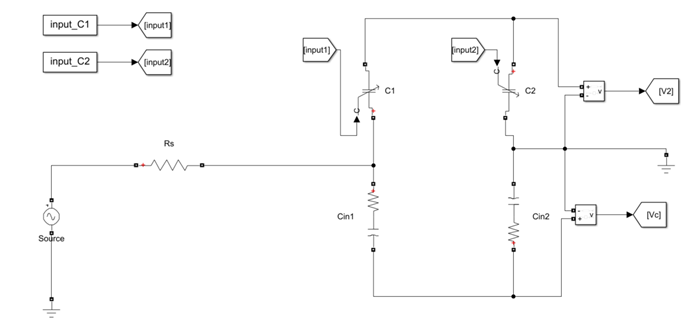 input_C1
[input1]
input_C2
[input2]
[input1]
[input2]
C
C1
C
C2
+
-
v
[V2]
Rs
+
Source
Cin1
Cin2
-
+
v
[Vc]